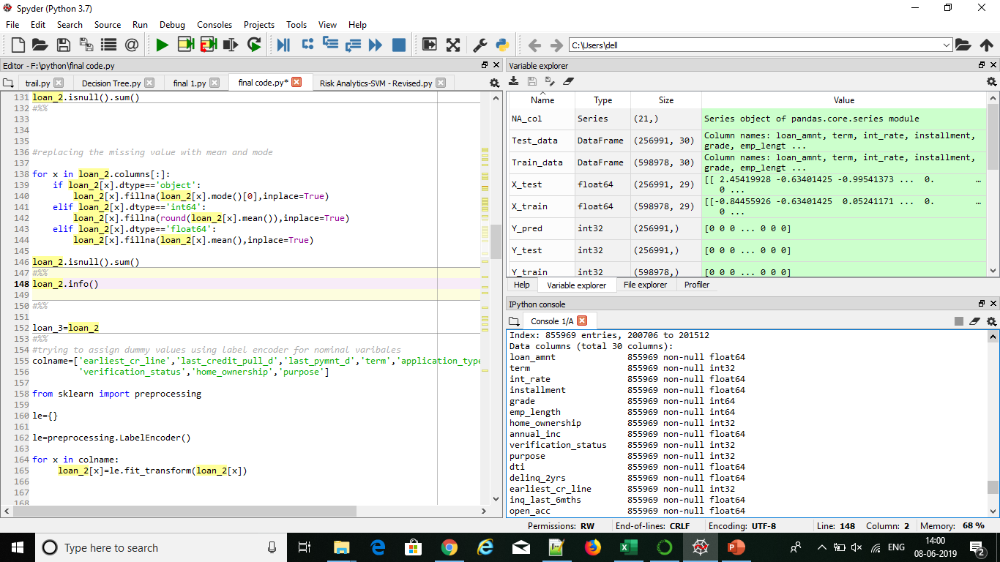 Spyder (Python 3.7)
File Edit Search Source Run Debug Consoles Projects Tools View Help
C:\Users\dell
Editor - F:\python\final code.py
trail.py Decision Tree.py final 1.py final code.py* Risk Analytics-SVM - Revised.py
131 loan_2.isnull().sum()
132 #%%
133
134
135
136 #replacing the missing value with mean and mode
137
138 for x in loan_2.columns[:]:
139 if loan_2[x].dtype=='object':
140 loan_2[x].fillna(loan_2[x].mode()[0],inplace=True)
141 elif loan_2[x].dtype=='int64':
142 loan_2[x].fillna(round(loan_2[x].mean()),inplace=True)
143 elif loan_2[x].dtype=='float64':
144 loan_2[x].fillna(loan_2[x].mean(),inplace=True)
145
146 loan_2.isnull().sum()
147 #%%
148 loan_2.info()
149
150 #%%
151
152 loan_3=loan_2
153 #%%
154 #trying to assign dummy values using label encoder for nominal varibales
155 colname=['earliest_cr_line','last_credit_pull_d','last_pymnt_d','term','application_type
156 'verification_status','home_ownership','purpose']
157
158 from sklearn import preprocessing
159
160 le={}
161
162 le=preprocessing.LabelEncoder()
163
164 for x in colname:
165 loan_2[x]=le.fit_transform(loan_2[x])
166
167
168
Variable explorer
Name Type Size Value
NA_col Series (21,) Series object of pandas.core.series module
Test_data DataFrame (256991, 30) Column names: loan_amnt, term, int_rate, installment,
grade, emp_lengt ...
Train_data DataFrame (598978, 30) Column names: loan_amnt, term, int_rate, installment,
grade, emp_lengt ...
X_test float64 (256991, 29) [[ 2.45419928 -0.63401425 -0.99541373 ... 0. …
0 ...
X_train float64 (598978, 29) [[-0.84455926 -0.63401425 0.05241171 ... 0. …
0 ...
Y_pred int32 (256991,) [0 0 0 ... 0 0 0]
Y_test int32 (256991,) [0 0 0 ... 0 0 0]
Y_train int32 (598978,) [0 0 0 ... 0 0 0]
Help Variable explorer File explorer Profiler
IPython console
Console 1/A
Index: 855969 entries, 200706 to 201512
Data columns (total 30 columns):
loan_amnt 855969 non-null float64
term 855969 non-null int32
int_rate 855969 non-null float64
installment 855969 non-null float64
grade 855969 non-null int64
emp_length 855969 non-null int64
home_ownership 855969 non-null int32
annual_inc 855969 non-null float64
verification_status 855969 non-null int32
purpose 855969 non-null int32
dti 855969 non-null float64
delinq_2yrs 855969 non-null float64
earliest_cr_line 855969 non-null int32
inq_last_6mths 855969 non-null float64
open_acc 855969 non-null float64
Permissions: RW End-of-lines: CRLF Encoding: UTF-8 Line: 148 Column: 2 Memory: 68 %
Type here to search
ENG
14:00
08-06-2019
2